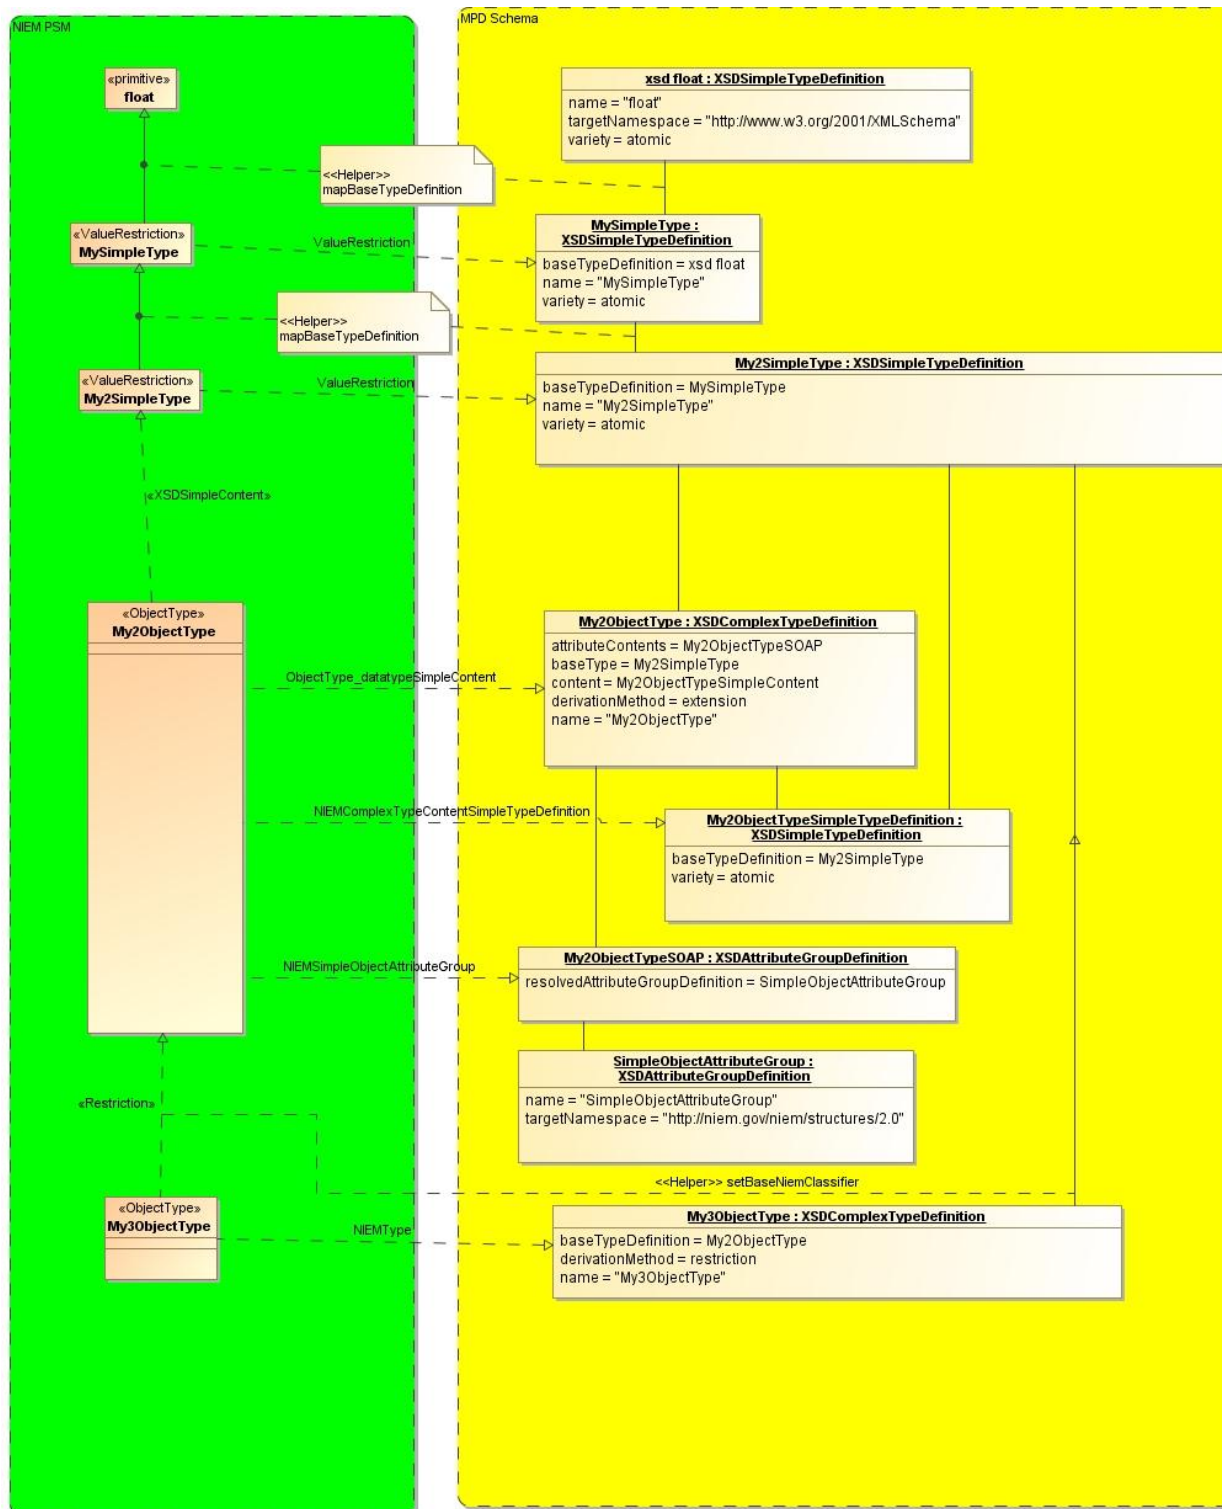 NIEM PSM
MPD Schema
«primitive»
float
xsd float : XSDSimpleTypeDefinition
name = "float"
targetNamespace = "http://www.w3.org/2001/XMLSchema"
variety = atomic
<<Helper>>
mapBaseTypeDefinition
«ValueRestriction»
MySimpleType
ValueRestriction
MySimpleType :
XSDSimpleTypeDefinition
baseTypeDefinition = xsd float
name = "MySimpleType"
variety = atomic
<<Helper>>
mapBaseTypeDefinition
«ValueRestriction»
My2SimpleType
ValueRestriction
My2SimpleType : XSDSimpleTypeDefinition
baseTypeDefinition = MySimpleType
name = "My2SimpleType"
variety = atomic
«XSDSimpleContent»
«ObjectType»
My2ObjectType
ObjectType_datatypeSimpleContent
My2ObjectType : XSDComplexTypeDefinition
attributeContents = My2ObjectTypeSOAP
baseType = My2SimpleType
content = My2ObjectTypeSimpleContent
derivationMethod = extension
name = "My2ObjectType"
NIEMComplexTypeContentSimpleTypeDefinition
My2ObjectTypeSimpleTypeDefinition :
XSDSimpleTypeDefinition
baseTypeDefinition = My2SimpleType
variety = atomic
NIEMSimpleObjectAttributeGroup
My2ObjectTypeSOAP : XSDAttributeGroupDefinition
resolvedAttributeGroupDefinition = SimpleObjectAttributeGroup
SimpleObjectAttributeGroup :
XSDAttributeGroupDefinition
name = "SimpleObjectAttributeGroup"
targetNamespace = "http://niem.gov/niem/structures/2.0"
«Restriction»
<<Helper>> setBaseNiemClassifier
«ObjectType»
My3ObjectType
NIEMType
My3ObjectType : XSDComplexTypeDefinition
baseTypeDefinition = My2ObjectType
derivationMethod = restriction
name = "My3ObjectType"